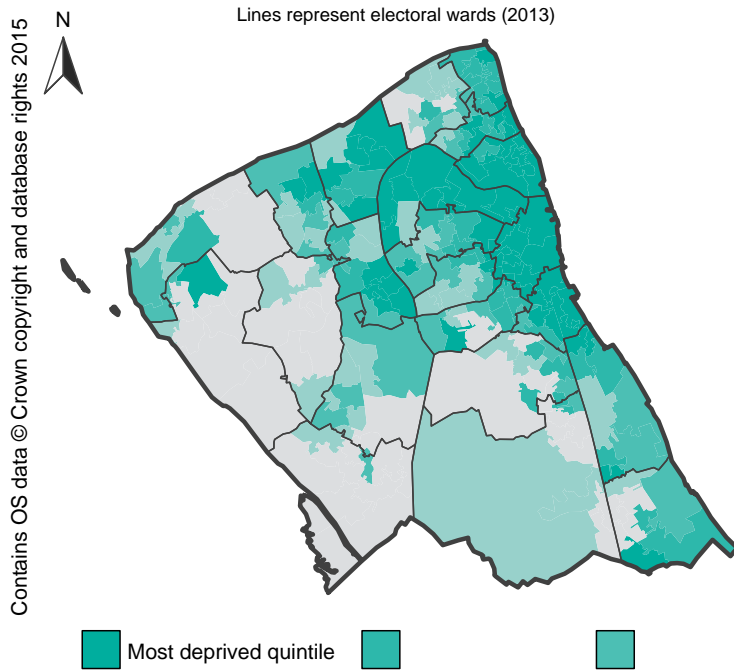 Lines represent electoral wards (2013)
N
Contains OS data © Crown copyright and database rights 2015
Most deprived quintile